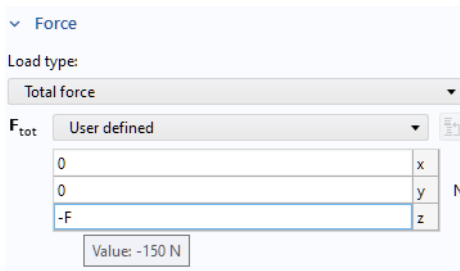 Force
Load type:
Total force
Ftot User defined
0 x
0 y N
-F z
Value: -150 N